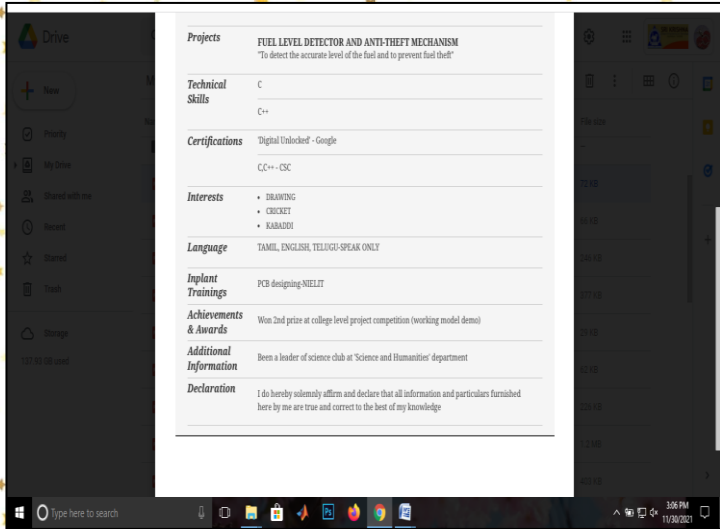 Drive
New
Priority
My Drive
Shared with me
Recent
Starred
Trash
Storage
File size
72 KB
Projects
FUEL LEVEL DETECTOR AND ANTI-THEFT MECHANISM
"To detect the accurate level of the fuel and to prevent fuel theft"
Technical
Skills
C
C++
Certifications
'Digital Unlocked' - Google
C,C++ - CSC
Interests
• DRAWING
• CRICKET
• KABADDI
Language
TAMIL, ENGLISH, TELUGU-SPEAK ONLY
Inplant
Trainings
PCB designing-NIELIT
Achievements
& Awards
Won 2nd prize at college level project competition (working model demo)
Additional
Information
Been a leader of science club at 'Science and Humanities' department
Declaration
I do hereby solemnly affirm and declare that all information and particulars furnished
here by me are true and correct to the best of my knowledge
Type here to search
3:06 PM
11/30/2021